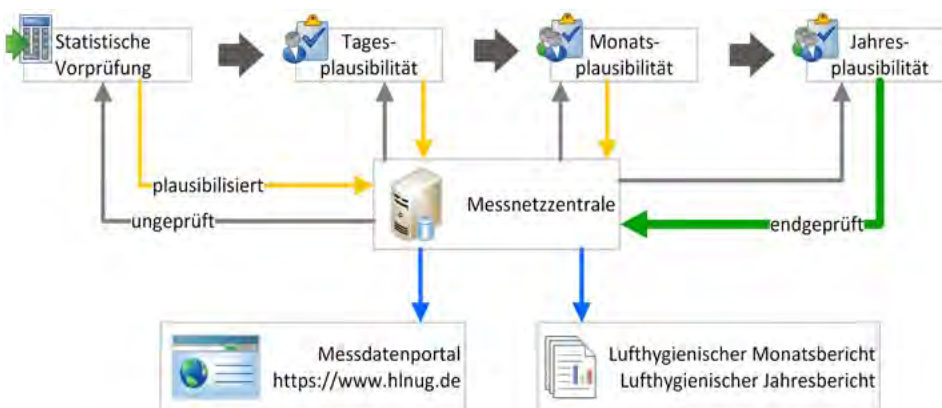 Statistische
Vorprüfung
Tages-
plausibilität
Monats-
plausibilität
Jahres-
plausibilität
plausibilisiert
Messnetzzentrale
ungeprüft
endgeprüft
Messdatenportal
https://www.hlnug.de
Lufthygienischer Monatsbericht
Lufthygienischer Jahresbericht